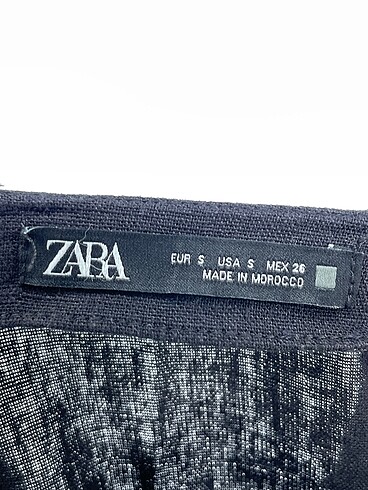 ZARA
EUR S USA S MEX 26
MADE IN MOROCCO